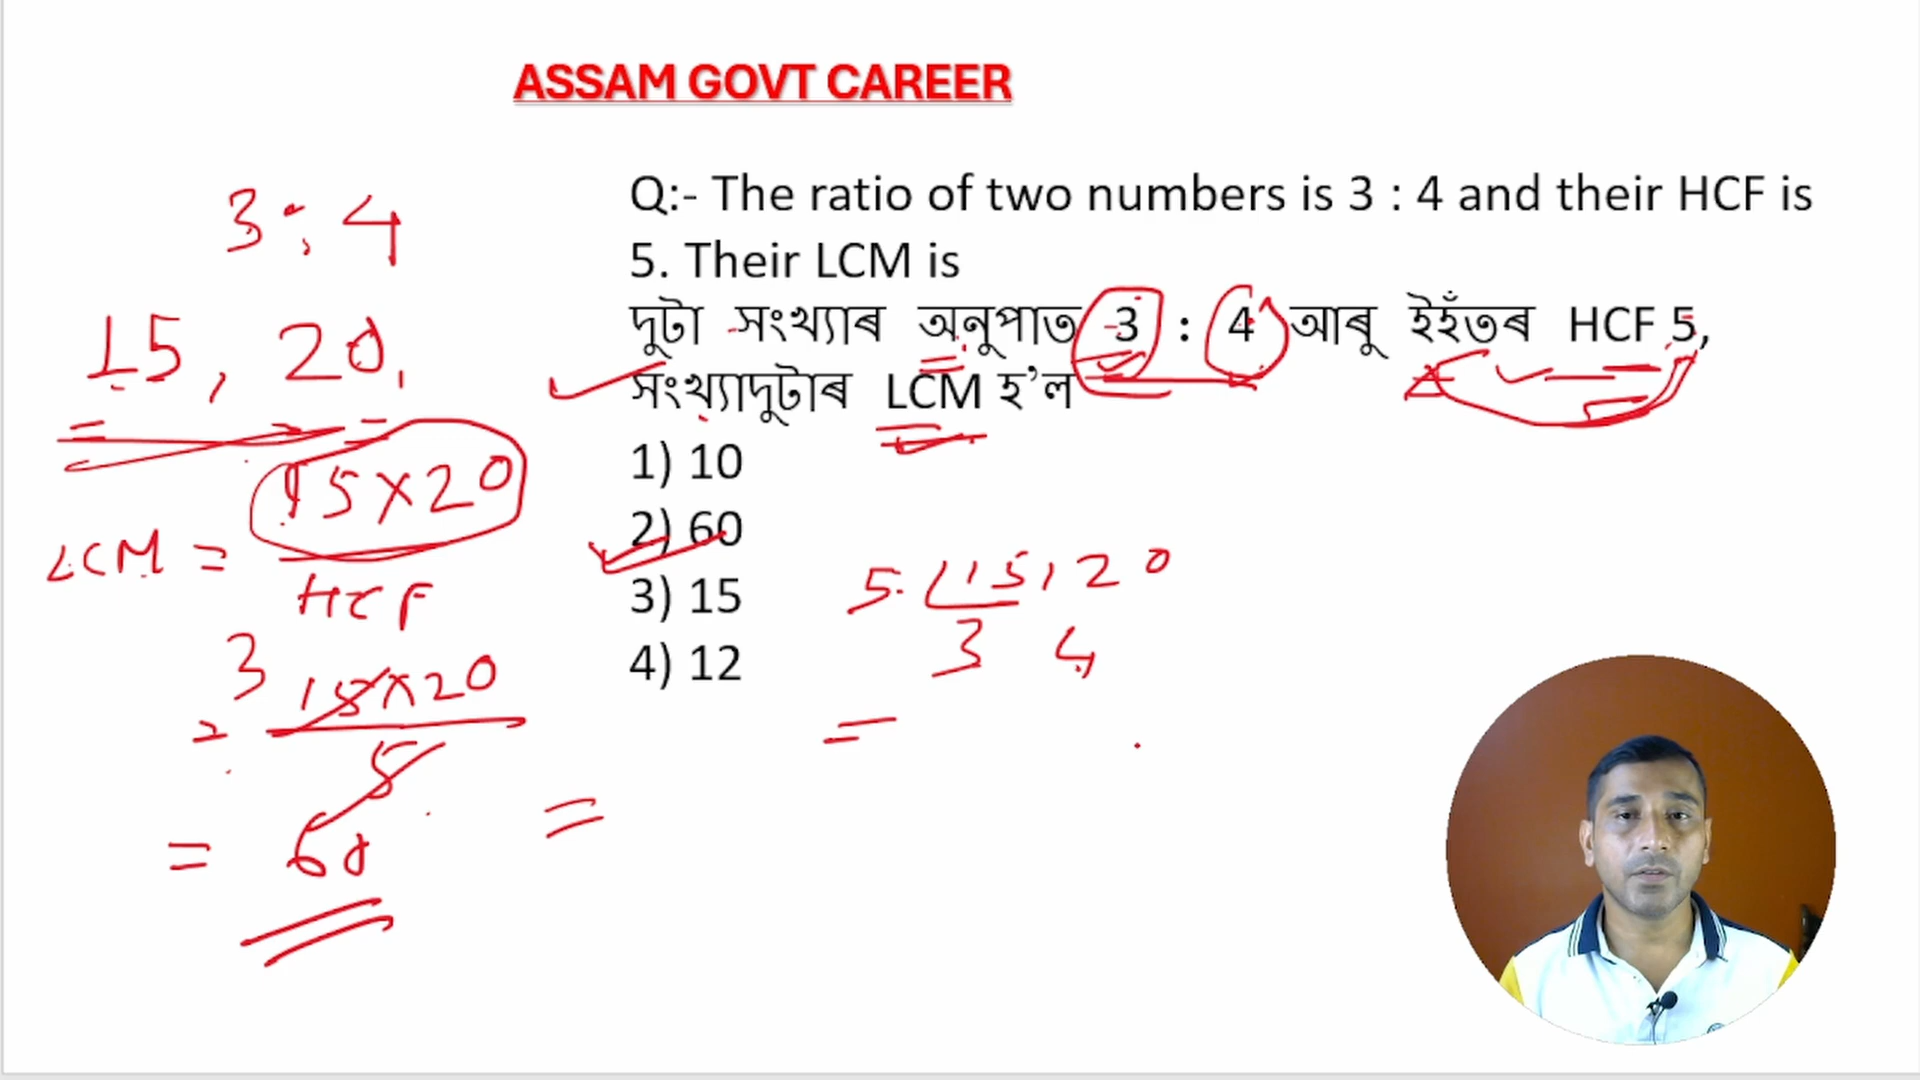 ASSAM GOVT CAREER
Q:- The ratio of two numbers is 3 : 4 and their HCF is
5. Their LCM is
দুটা সংখ্যাৰ অনুপাত 3 : 4 আৰু ইহঁতৰ HCF 5,
সংখ্যাদুটাৰ LCM হ’ল
1) 10
2) 60
3) 15
4) 12
3 : 4
15, 20,
15×20
LCM =
HCF
3
= 15×20
5
= 60
=
5 15, 20
3 4
=